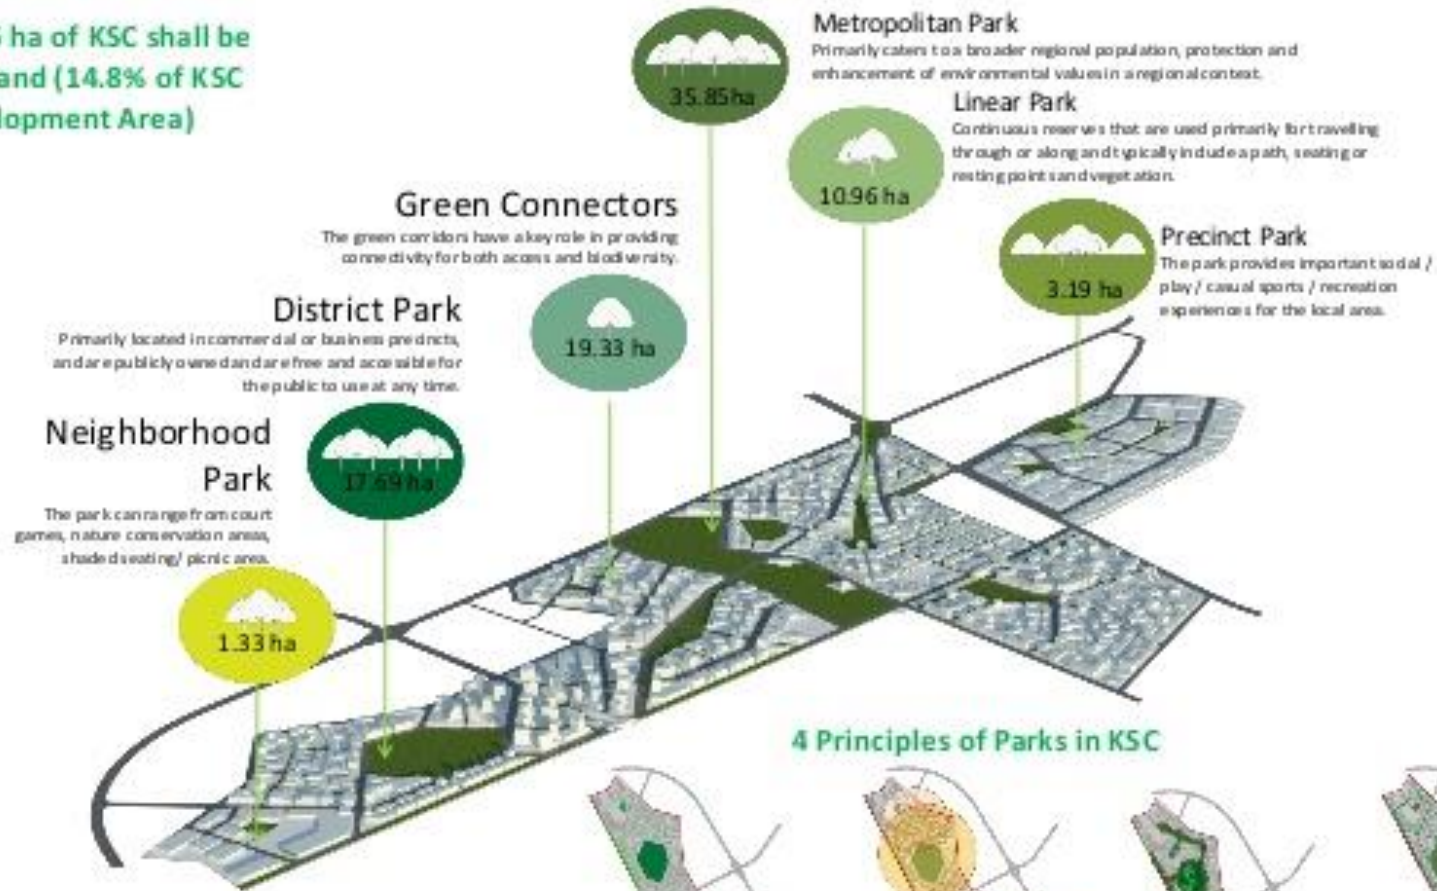 ha of KSC shall be
and (14.8% of KSC
lopment Area)
Metropolitan Park
Primarily caters to a broader regional population, protection and
enhancement of environmental values in a regional context.
35.85ha
Linear Park
Continuous reserves that are used primarily for travelling
through or along and typically include a path, seating or
resting points and vegetation.
10.96 ha
Green Connectors
The green corridors have a key role in providing
connectivity for both access and biodiversity.
19.33 ha
Precinct Park
The park provides important social /
play / casual sports / recreation
experiences for the local area.
3.19 ha
District Park
Primarily located in commercial or business precincts,
and are publicly owned and are free and accessible for
the public to use at any time.
17.69 ha
Neighborhood
Park
The park can range from court
games, nature conservation areas,
shaded seating/ picnic area.
1.33 ha
4 Principles of Parks in KSC